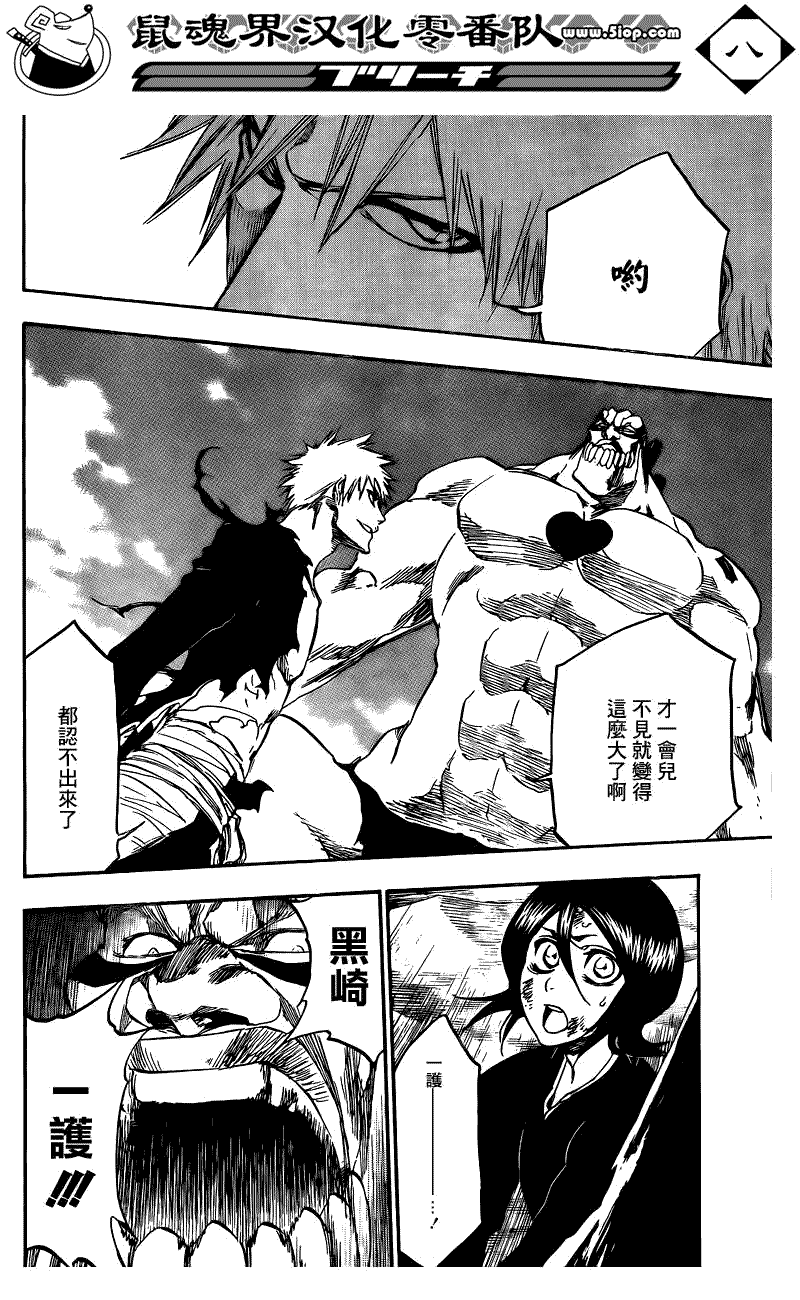 鼠魂界汉化零番队
www.5iop.com
ブリーチ
八
喲
才一會兒
不見就變得
這麼大了啊
都認不出來了
一護————…!
黑崎
一護!!!